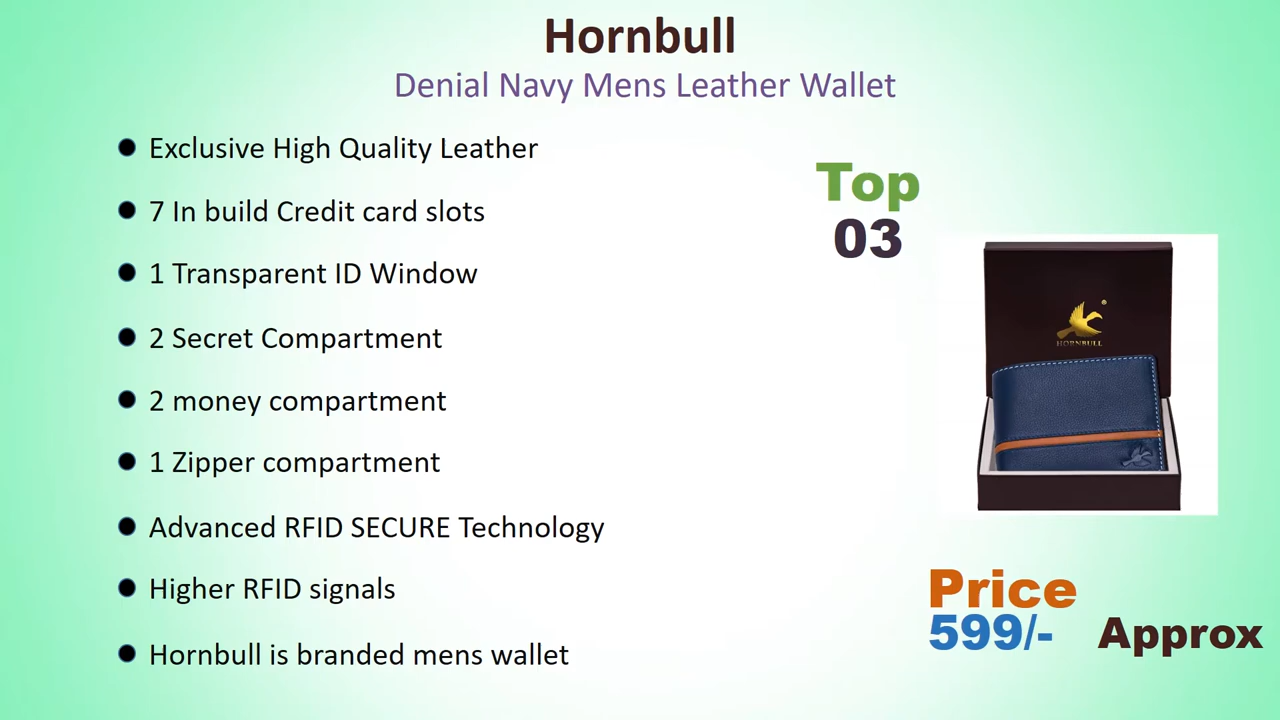 Hornbull
Denial Navy Mens Leather Wallet
Exclusive High Quality Leather
7 In build Credit card slots
1 Transparent ID Window
2 Secret Compartment
2 money compartment
1 Zipper compartment
Advanced RFID SECURE Technology
Higher RFID signals
Hornbull is branded mens wallet
Top
03
HORNBULL
Price
599/- Approx